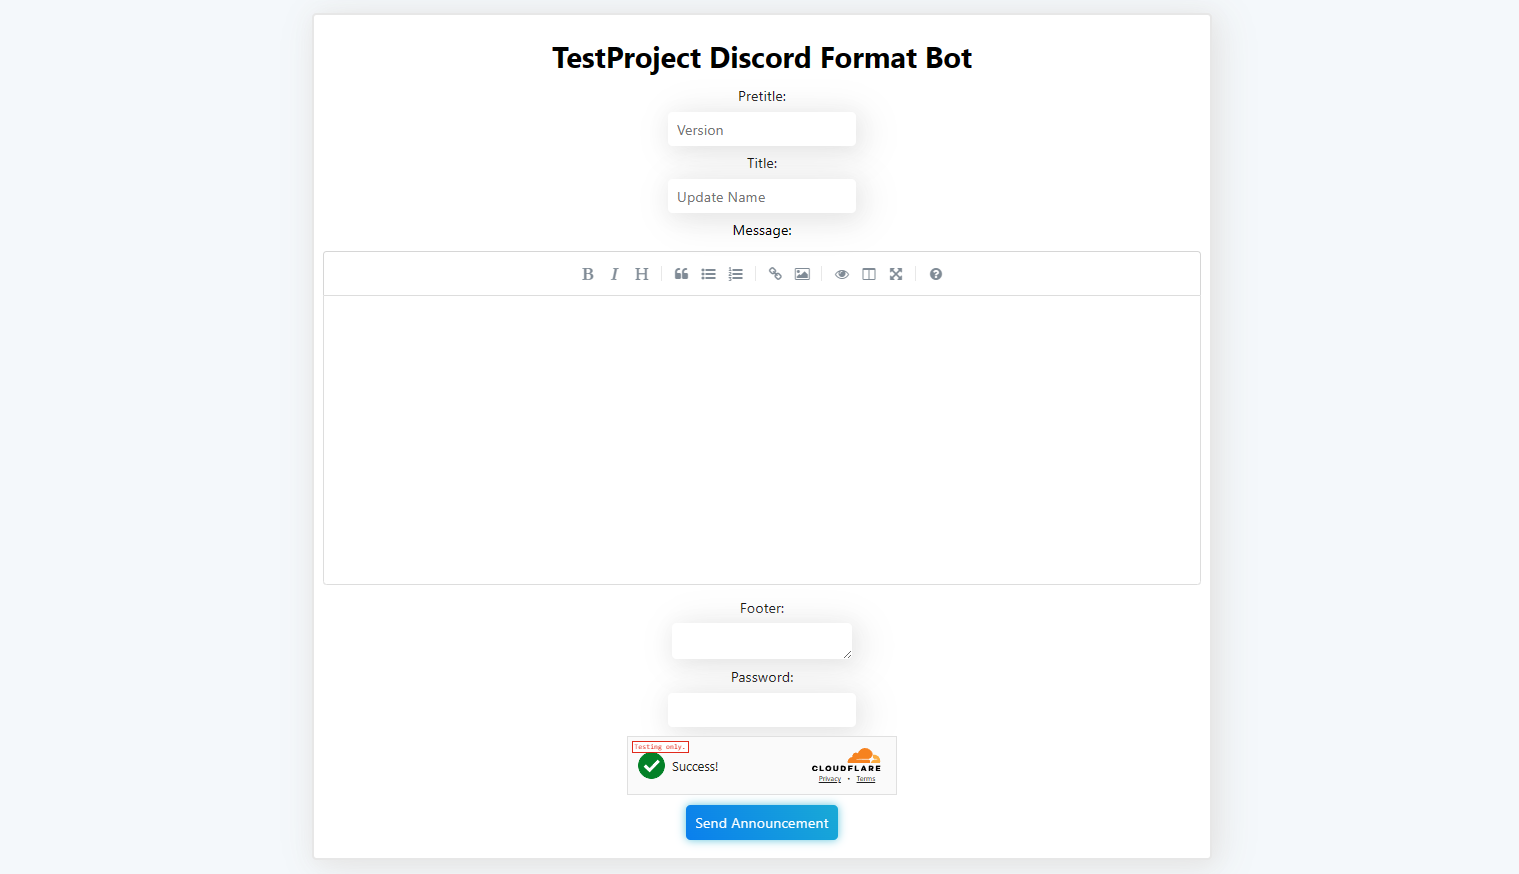 TestProject Discord Format Bot
Pretitle:
Version
Title:
Update Name
Message:
B I H
Footer:
Password:
Testing only.
Success!
CLOUDFLARE
Privacy • Terms
Send Announcement